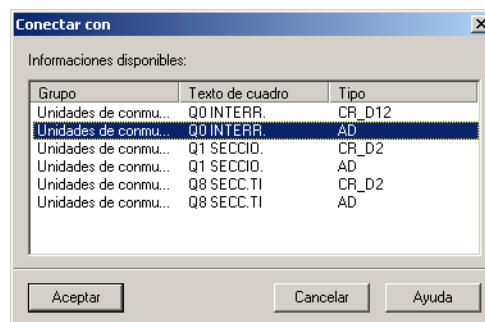 Conectar con
Informaciones disponibles:
Grupo Texto de cuadro Tipo
Unidades de conmu... Q0 INTERR. CR_D12
Unidades de conmu... Q0 INTERR. AD
Unidades de conmu... Q1 SECCIO. CR_D2
Unidades de conmu... Q1 SECCIO. AD
Unidades de conmu... Q8 SECC.TI CR_D2
Unidades de conmu... Q8 SECC.TI AD
Aceptar Cancelar Ayuda